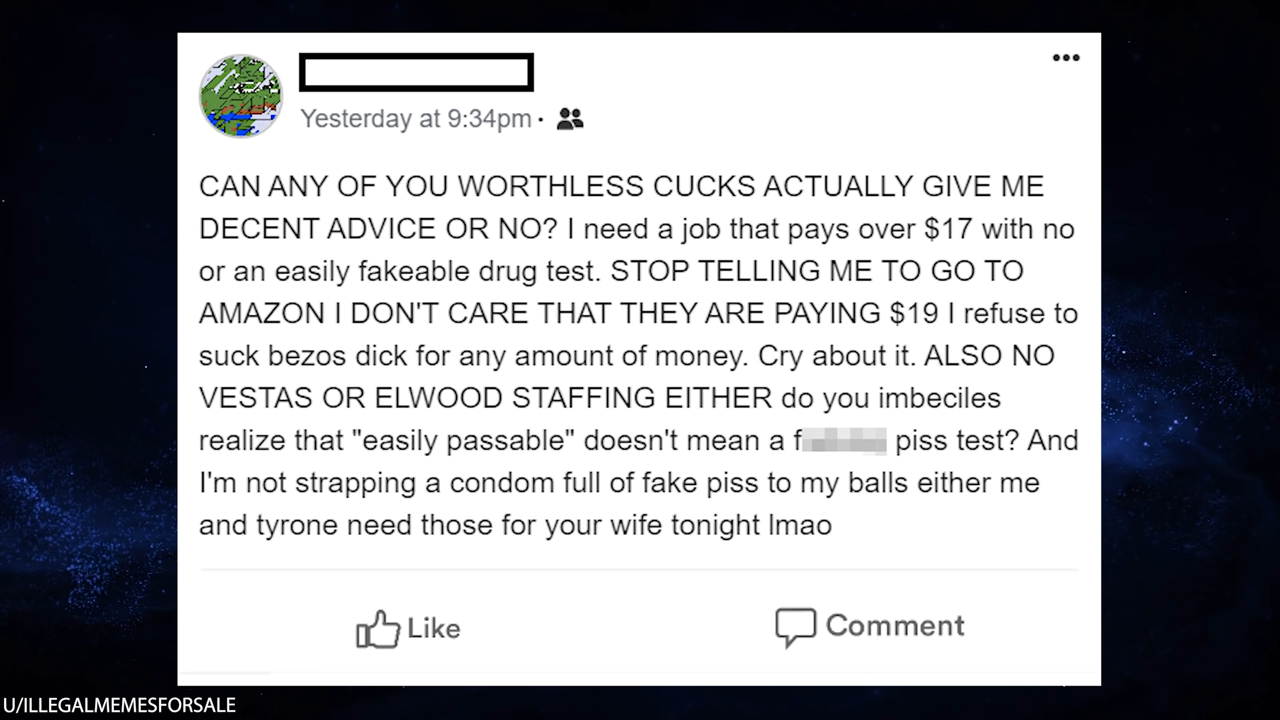 Yesterday at 9:34pm ·
CAN ANY OF YOU WORTHLESS CUCKS ACTUALLY GIVE ME
DECENT ADVICE OR NO? I need a job that pays over $17 with no
or an easily fakeable drug test. STOP TELLING ME TO GO TO
AMAZON I DON'T CARE THAT THEY ARE PAYING $19 I refuse to
suck bezos dick for any amount of money. Cry about it. ALSO NO
VESTAS OR ELWOOD STAFFING EITHER do you imbeciles
realize that "easily passable" doesn't mean a f piss test? And
I'm not strapping a condom full of fake piss to my balls either me
and tyrone need those for your wife tonight lmao
Like
Comment
U/ILLEGALMEMESFORSALE